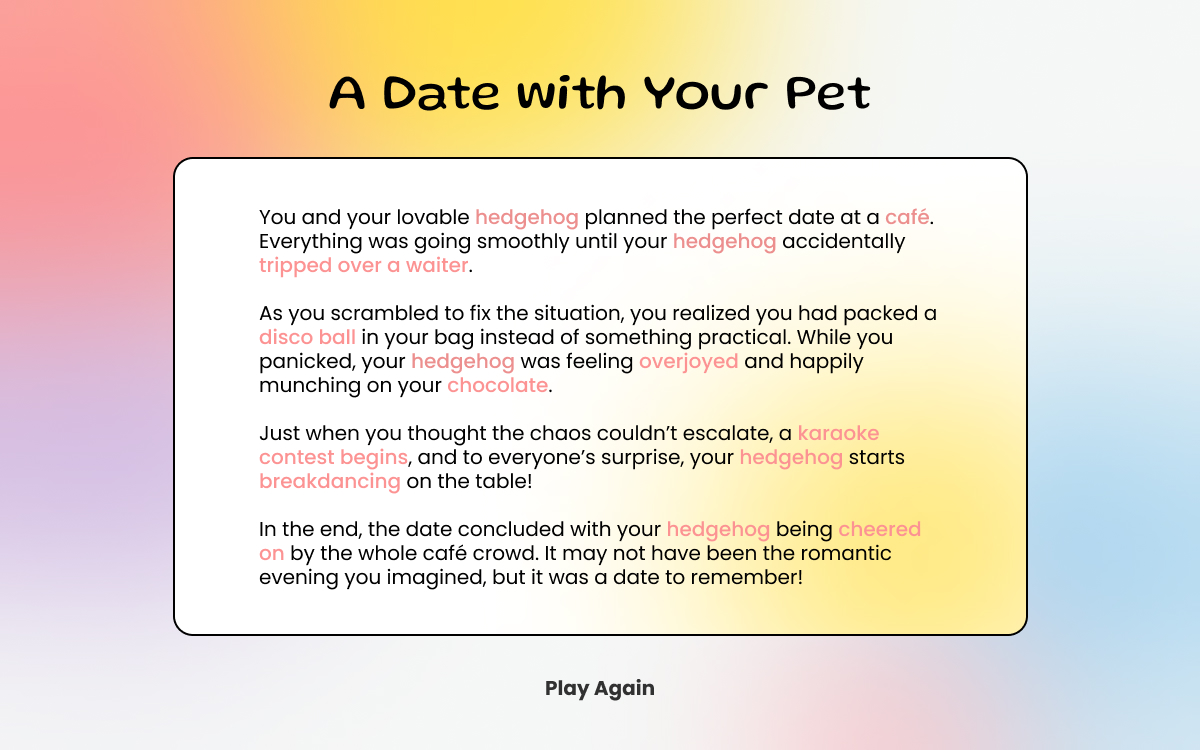 A Date with Your Pet
You and your lovable hedgehog planned the perfect date at a café.
Everything was going smoothly until your hedgehog accidentally
tripped over a waiter.
As you scrambled to fix the situation, you realized you had packed a
disco ball in your bag instead of something practical. While you
panicked, your hedgehog was feeling overjoyed and happily
munching on your chocolate.
Just when you thought the chaos couldn’t escalate, a karaoke
contest begins, and to everyone’s surprise, your hedgehog starts
breakdancing on the table!
In the end, the date concluded with your hedgehog being cheered
on by the whole café crowd. It may not have been the romantic
evening you imagined, but it was a date to remember!
Play Again